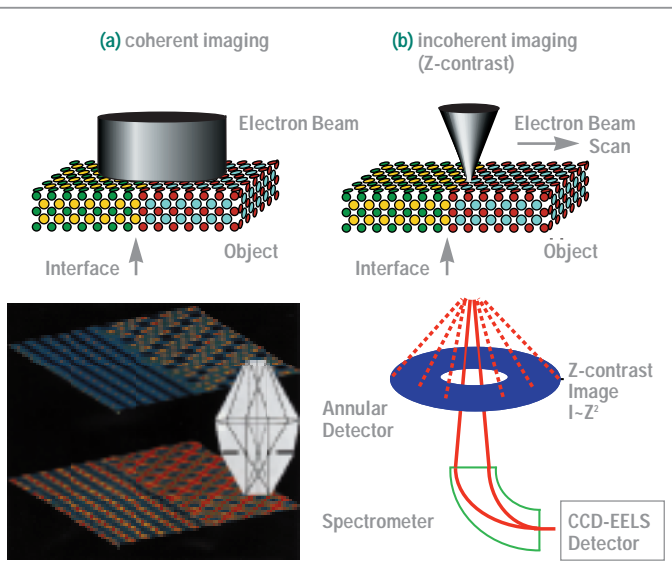 (a) coherent imaging
(b) incoherent imaging
(Z-contrast)
Electron Beam
Electron Beam
Scan
Object
Interface
Object
Interface
Z-contrast
Image
I~Z²
Annular
Detector
Spectrometer
CCD-EELS
Detector